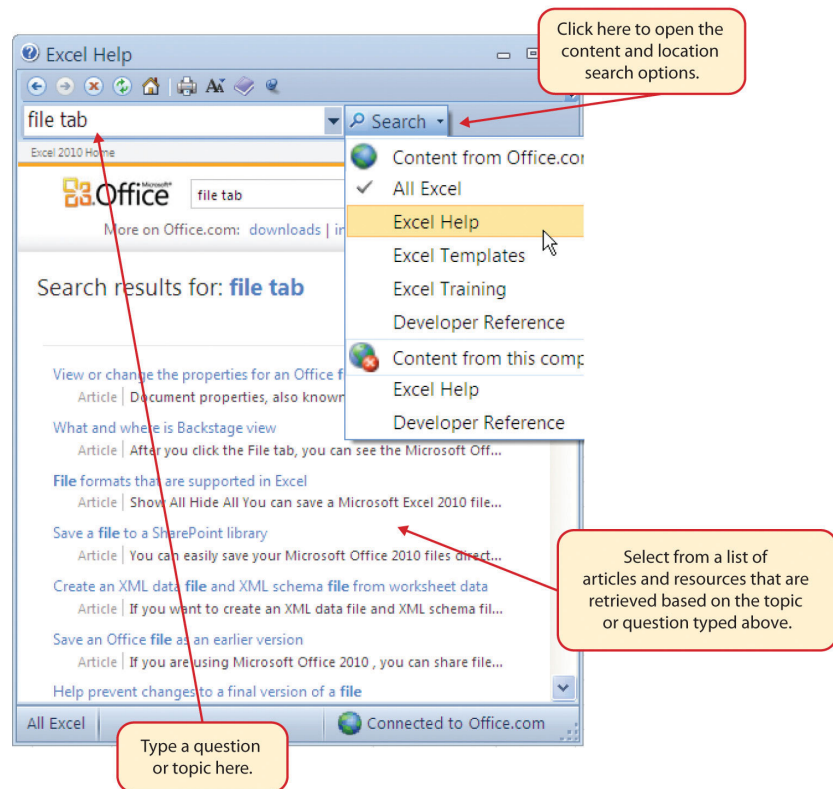 Click here to open the
content and location
search options.
Excel Help
file tab
Search
Excel 2010 Home
Content from Office.co
All Excel
Excel Help
Excel Templates
Excel Training
Developer Reference
Content from this comp
Excel Help
Developer Reference
Microsoft
Office
file tab
More on Office.com: downloads | in
Search results for: file tab
View or change the properties for an Office f
Article | Document properties, also known
What and where is Backstage view
Article | After you click the File tab, you can see the Microsoft Off...
File formats that are supported in Excel
Article | Show All Hide All You can save a Microsoft Excel 2010 file...
Save a file to a SharePoint library
Article | You can easily save your Microsoft Office 2010 files direct...
Create an XML data file and XML schema file from worksheet data
Article | If you want to create an XML data file and XML schema fil...
Save an Office file as an earlier version
Article | If you are using Microsoft Office 2010 , you can share file...
Help prevent changes to a final version of a file
Select from a list of
articles and resources that are
retrieved based on the topic
or question typed above.
All Excel
Connected to Office.com
Type a question
or topic here.